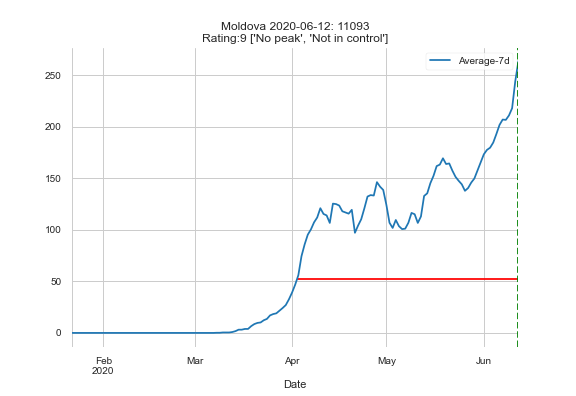 Moldova 2020-06-12: 11093
Rating:9 ['No peak', 'Not in control']
Average-7d
250
200
150
100
50
0
Feb
2020
Mar
Apr
May
Jun
Date